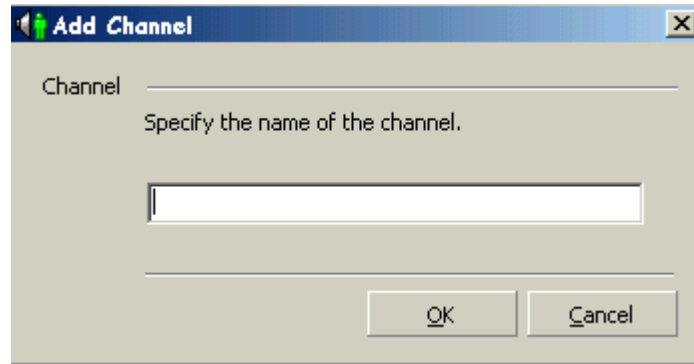 Add Channel
Channel
Specify the name of the channel.
OK
Cancel